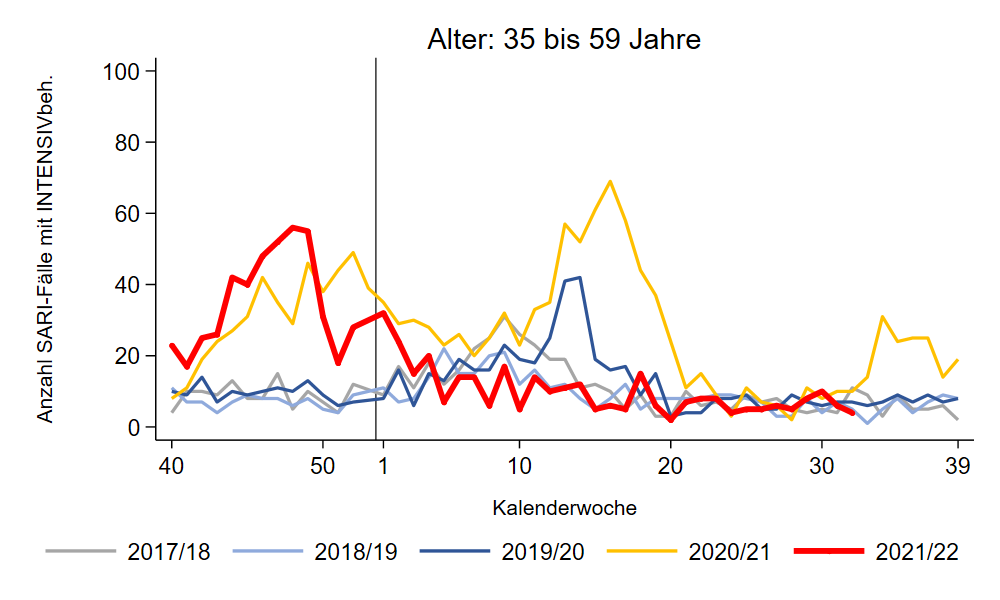 Alter: 35 bis 59 Jahre
Anzahl SARI-Fälle mit INTENSIVbeh.
100
80
60
40
20
0
40 50 1 10 20 30 39
Kalenderwoche
2017/18 2018/19 2019/20 2020/21 2021/22